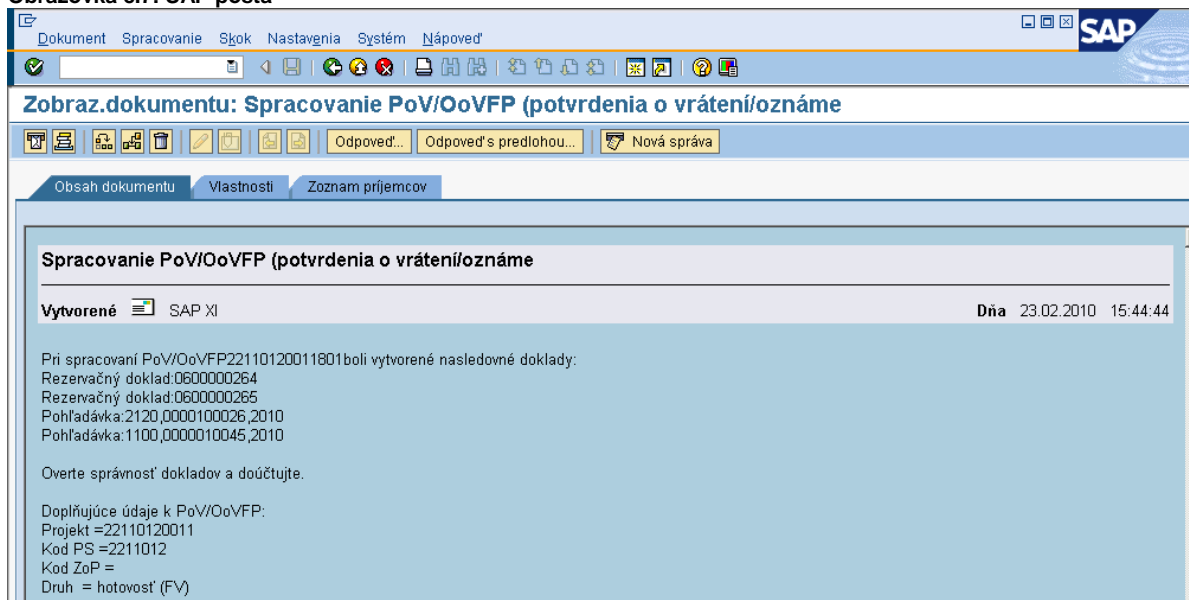 Dokument Spracovanie Skok Nastavenia Systém Nápoveď
SAP
Zobraz.dokumentu: Spracovanie PoV/OoVFP (potvrdenia o vrátení/oznáme
Odpoveď... Odpoveď s predlohou... Nová správa
Obsah dokumentu Vlastnosti Zoznam príjemcov
Spracovanie PoV/OoVFP (potvrdenia o vrátení/oznáme
Vytvorené SAP XI Dňa 23.02.2010 15:44:44
Pri spracovaní PoV/OoVFP22110120011801boli vytvorené nasledovné doklady:
Rezervačný doklad:0600000264
Rezervačný doklad:0600000265
Pohľadávka:2120,0000100026,2010
Pohľadávka:1100,0000010045,2010
Overte správnosť dokladov a doúčtujte.
Doplňujúce údaje k PoV/OoVFP:
Projekt =22110120011
Kod PS =2211012
Kod ZoP =
Druh = hotovosť (FV)